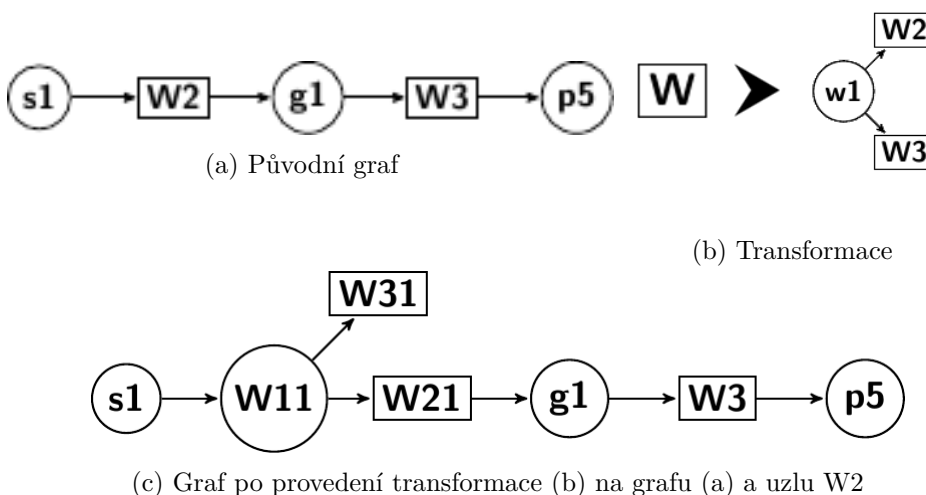 s1 W2 g1 W3 p5 W w1 W2 W3
(a) Původní graf
(b) Transformace
W31
s1 W11 W21 g1 W3 p5
(c) Graf po provedení transformace (b) na grafu (a) a uzlu W2